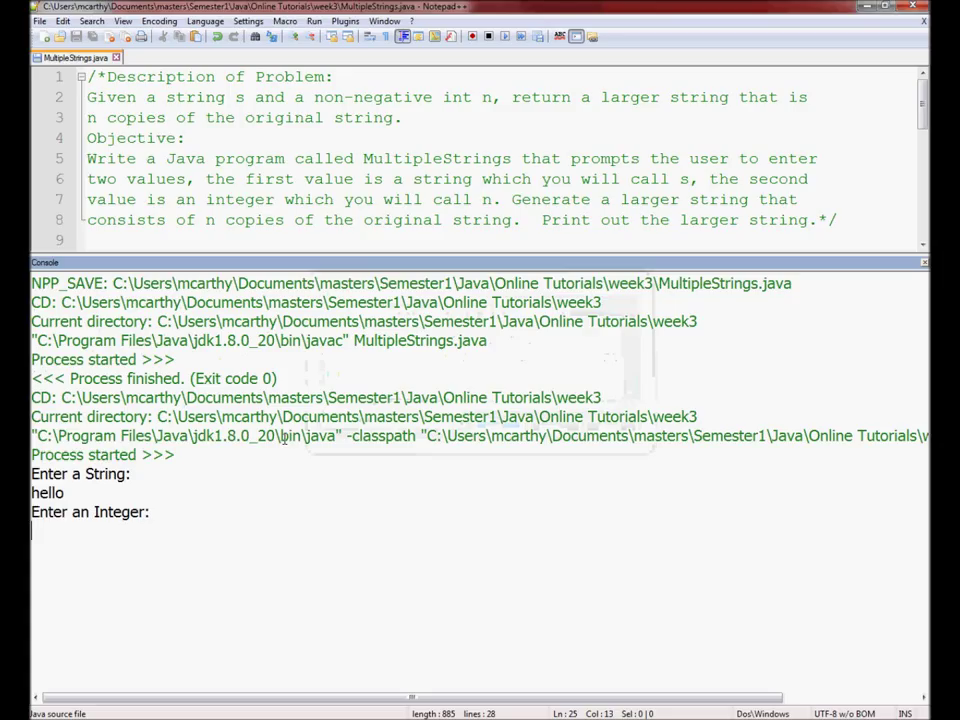 C:\Users\mcarthy\Documents\masters\Semester1\Java\Online Tutorials\week3\MultipleStrings.java - Notepad++
File Edit Search View Encoding Language Settings Macro Run Plugins Window ?
X
MultipleStrings.java
1 /*Description of Problem:
2 Given a string s and a non-negative int n, return a larger string that is
3 n copies of the original string.
4 Objective:
5 Write a Java program called MultipleStrings that prompts the user to enter
6 two values, the first value is a string which you will call s, the second
7 value is an integer which you will call n. Generate a larger string that
8 consists of n copies of the original string.  Print out the larger string.*/
9
Console
NPP_SAVE: C:\Users\mcarthy\Documents\masters\Semester1\Java\Online Tutorials\week3\MultipleStrings.java
CD: C:\Users\mcarthy\Documents\masters\Semester1\Java\Online Tutorials\week3
Current directory: C:\Users\mcarthy\Documents\masters\Semester1\Java\Online Tutorials\week3
"C:\Program Files\Java\jdk1.8.0_20\bin\javac" MultipleStrings.java
Process started >>>
<<< Process finished. (Exit code 0)
CD: C:\Users\mcarthy\Documents\masters\Semester1\Java\Online Tutorials\week3
Current directory: C:\Users\mcarthy\Documents\masters\Semester1\Java\Online Tutorials\week3
"C:\Program Files\Java\jdk1.8.0_20\bin\java" -classpath "C:\Users\mcarthy\Documents\masters\Semester1\Java\Online Tutorials\w
Process started >>>
Enter a String:
hello
Enter an Integer:
Java source file length : 885 lines : 28 Ln : 25 Col : 13 Sel : 0 | 0 Dos\Windows UTF-8 w/o BOM INS